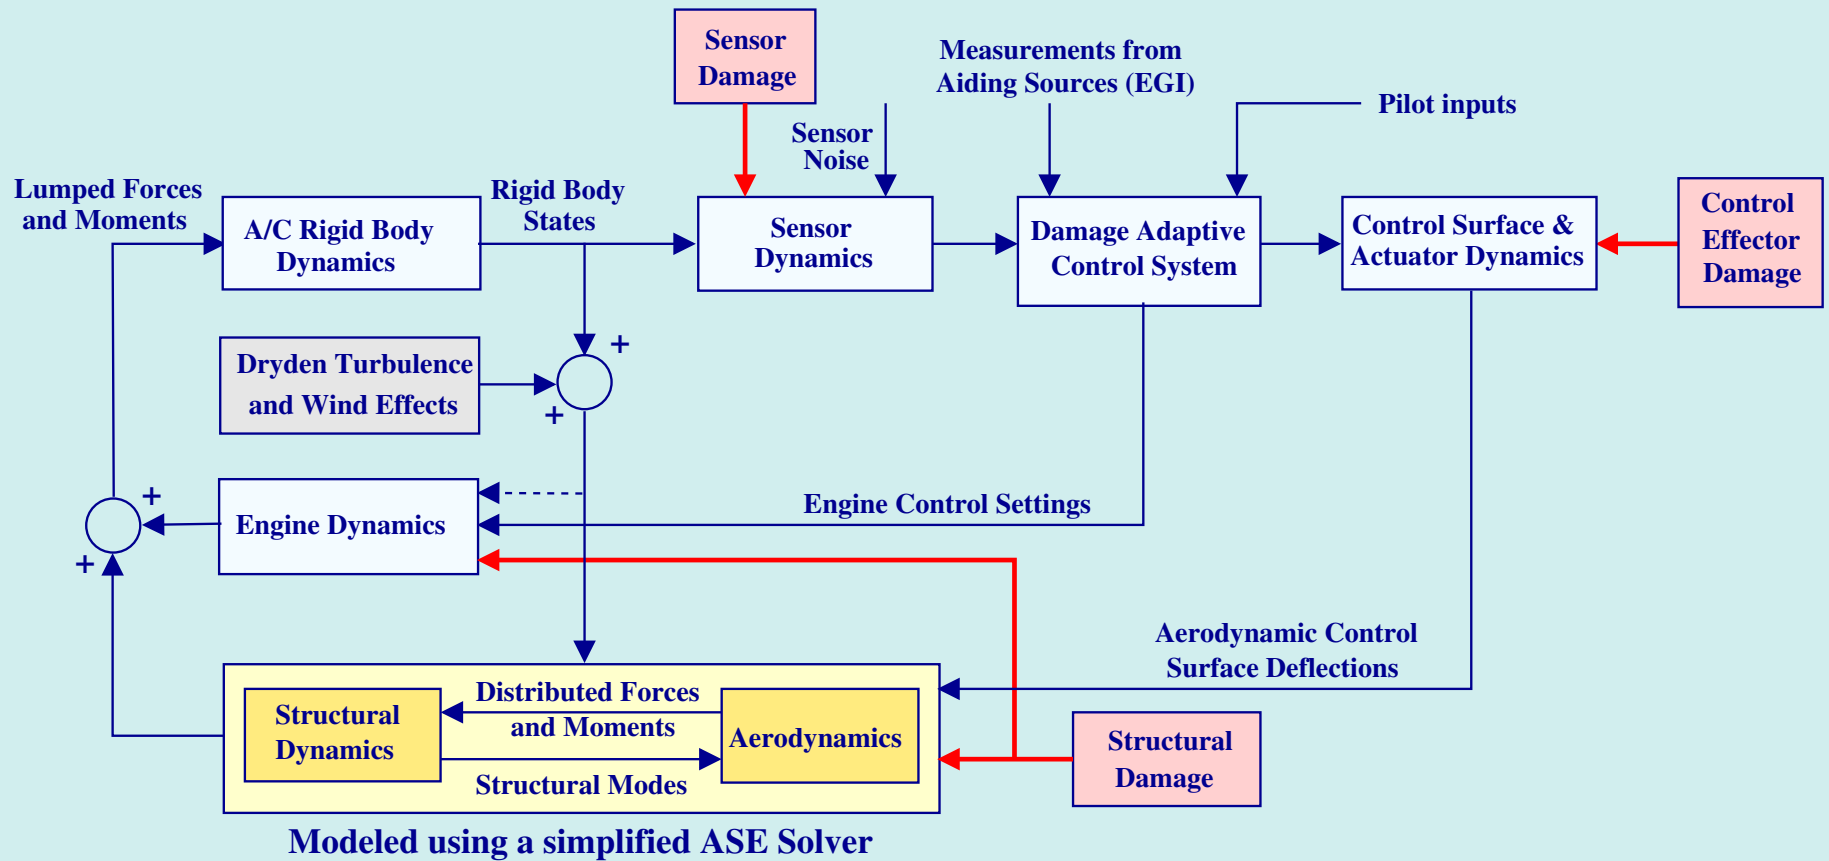 Sensor
Damage
Measurements from
Aiding Sources (EGI)
Pilot inputs
Sensor
Noise
Lumped Forces
and Moments
A/C Rigid Body
Dynamics
Rigid Body
States
Sensor
Dynamics
Damage Adaptive
Control System
Control Surface &
Actuator Dynamics
Control
Effector
Damage
Dryden Turbulence
and Wind Effects
+
+
+
+
Engine Dynamics
Engine Control Settings
Aerodynamic Control
Surface Deflections
Structural
Dynamics
Distributed Forces
and Moments
Aerodynamics
Structural Modes
Structural
Damage
Modeled using a simplified ASE Solver